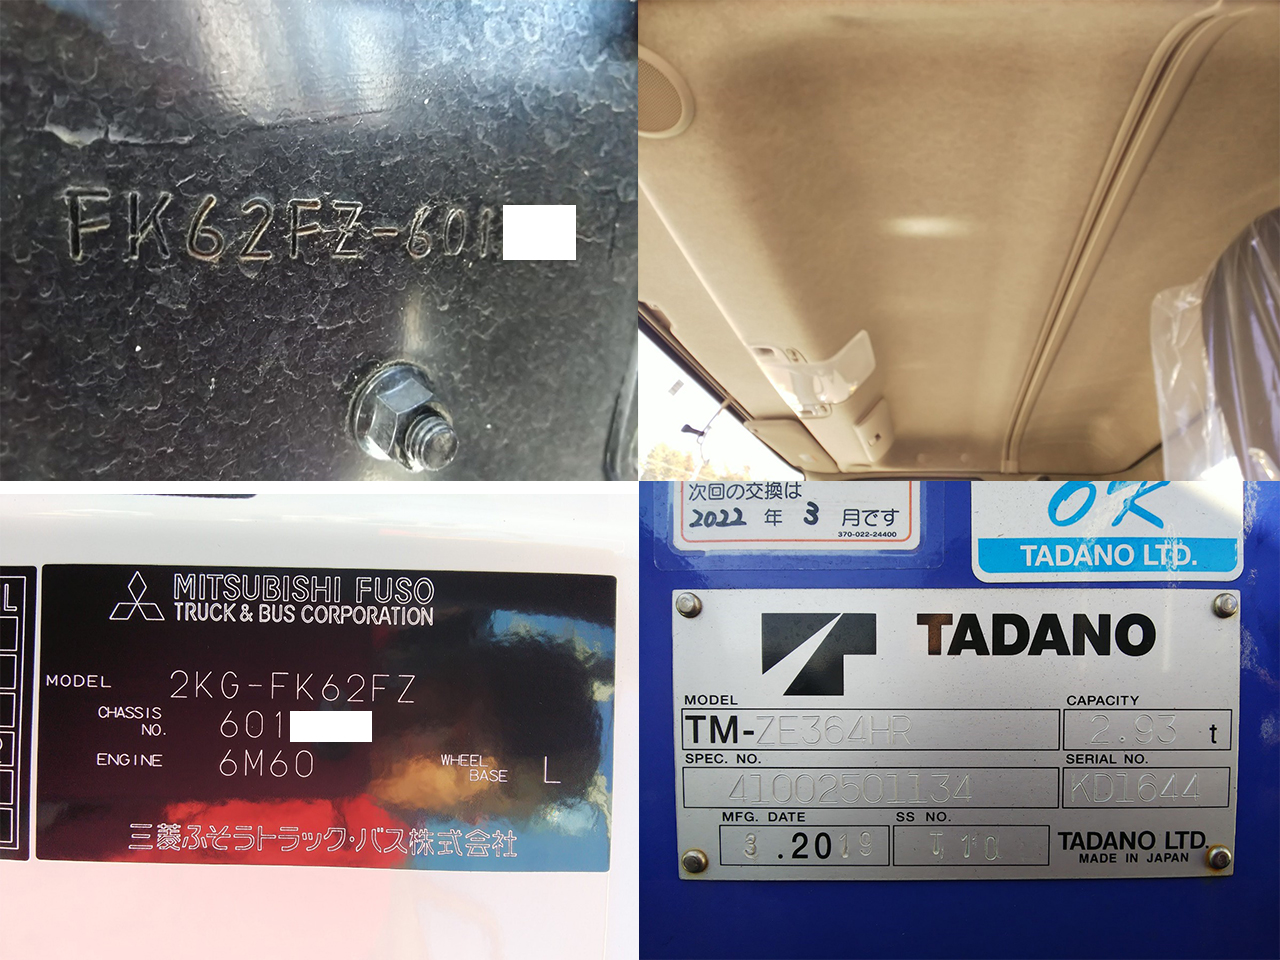 FK62FZ-601
MITSUBISHI FUSO
TRUCK & BUS CORPORATION
MODEL 2KG-FK62FZ
CHASSIS NO. 601
ENGINE 6M60 WHEEL BASE L
三菱ふそうトラック・バス株式会社
次回の交換は
2022 年 3 月です
370-022-24400
OK
TADANO LTD.
TADANO
MODEL CAPACITY
TM-ZE364HR 2.93 t
SPEC. NO. SERIAL NO.
41002501134 KD1644
MFG. DATE SS NO.
3 .2019 J10 TADANO LTD.
MADE IN JAPAN